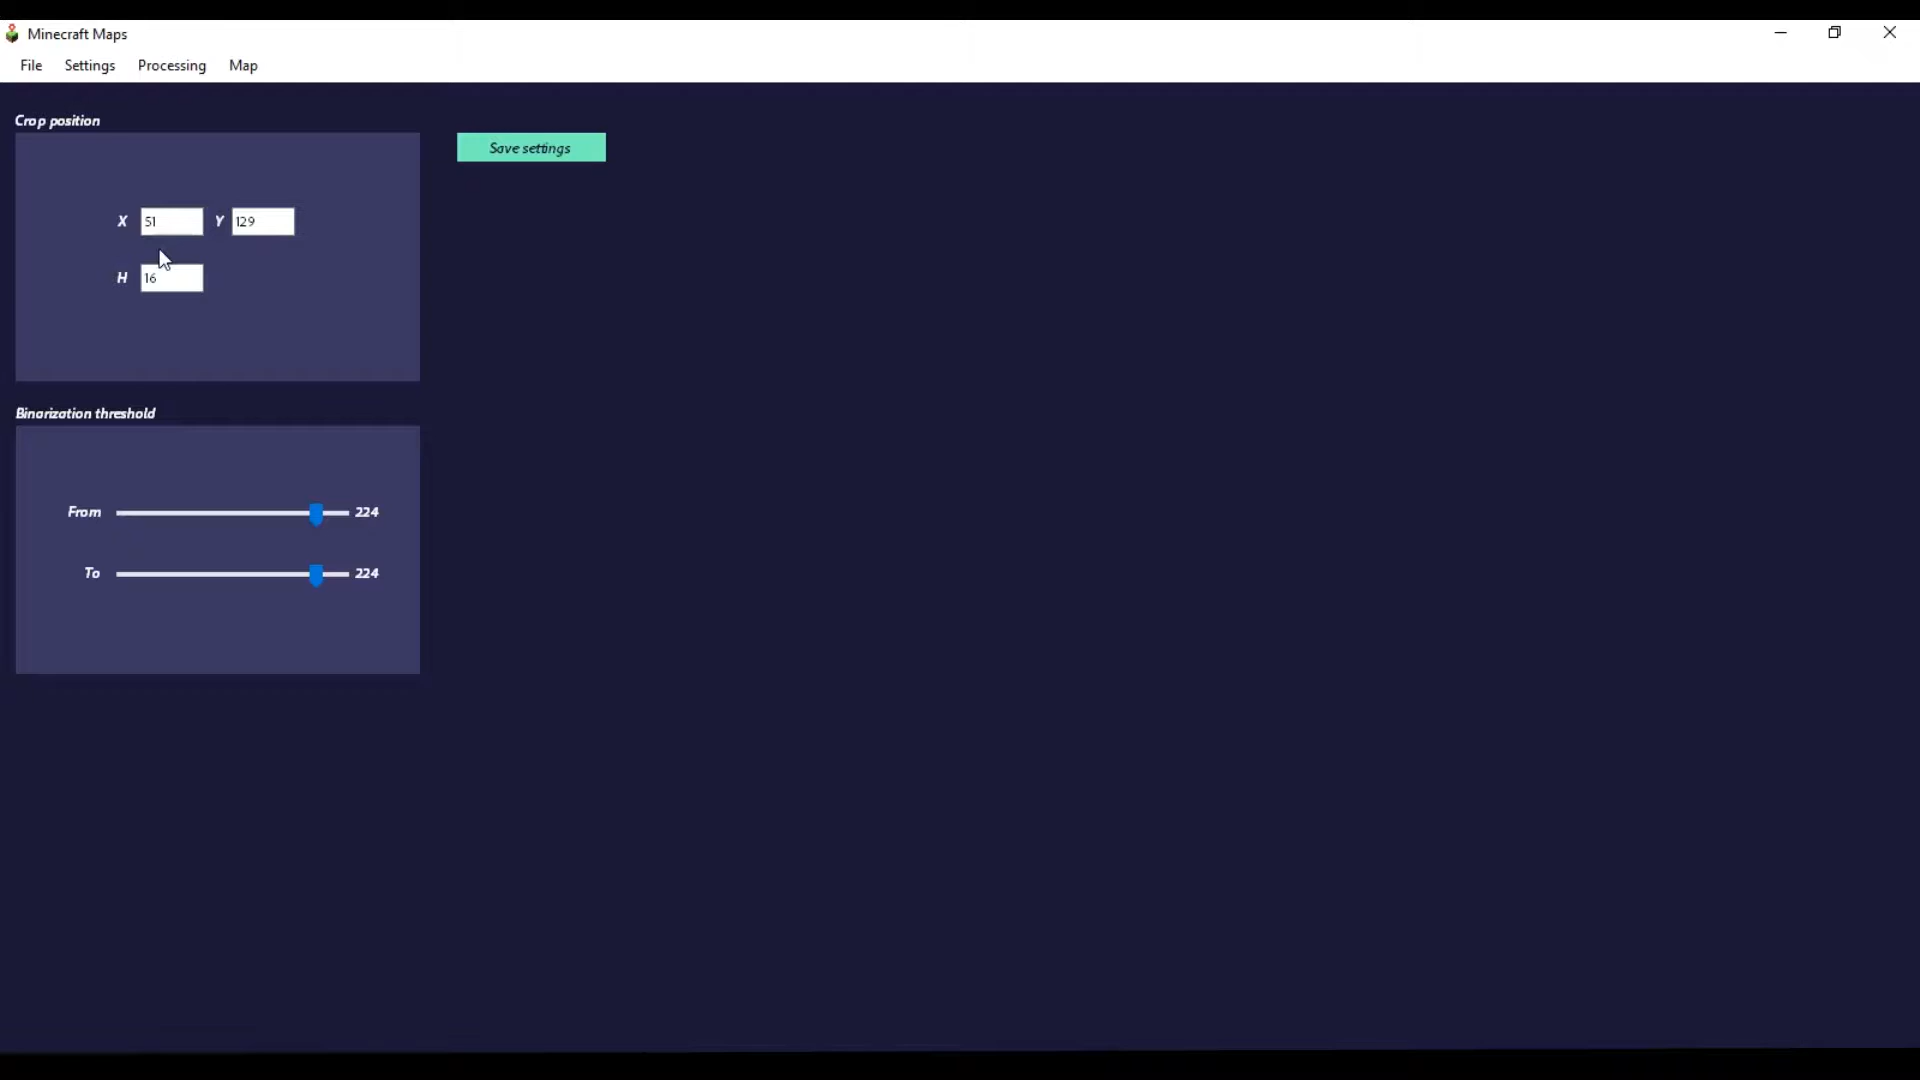 Minecraft Maps
File Settings Processing Map
Crop position
Save settings
X 51 Y 129
H 16
Binarization threshold
From 224
To 224